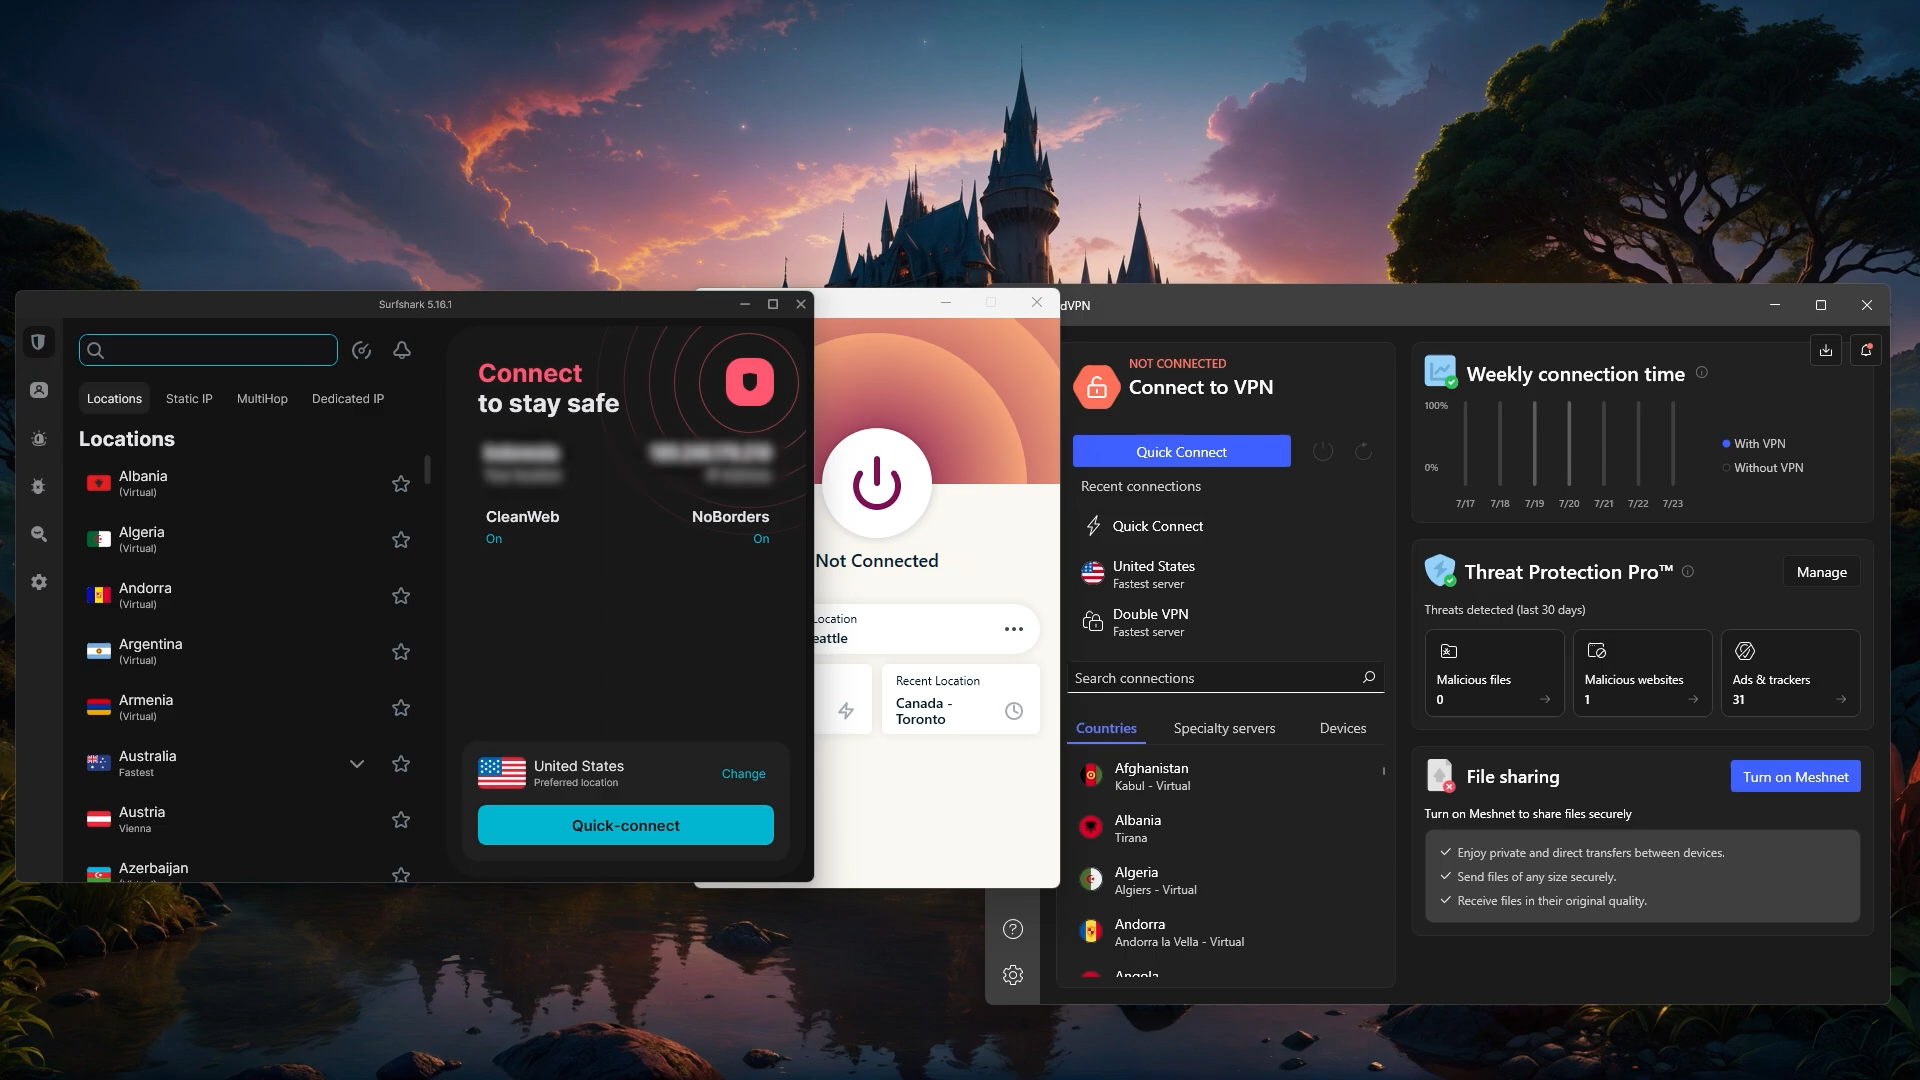 Surfshark 5.16.1
Locations
Static IP
MultiHop
Dedicated IP
Locations
Albania
(Virtual)
Algeria
(Virtual)
Andorra
(Virtual)
Argentina
(Virtual)
Armenia
(Virtual)
Australia
Fastest
Austria
Vienna
Azerbaijan
Connect
to stay safe
CleanWeb
On
NoBorders
On
United States
Preferred location
Change
Quick-connect
Not Connected
Location
eattle
Recent Location
Canada -
Toronto
dVPN
NOT CONNECTED
Connect to VPN
Quick Connect
Recent connections
Quick Connect
United States
Fastest server
Double VPN
Fastest server
Search connections
Countries
Specialty servers
Devices
Afghanistan
Kabul - Virtual
Albania
Tirana
Algeria
Algiers - Virtual
Andorra
Andorra la Vella - Virtual
Angola
Weekly connection time
100%
0%
7/17
7/18
7/19
7/20
7/21
7/22
7/23
With VPN
Without VPN
Threat Protection Pro™
Manage
Threats detected (last 30 days)
Malicious files
0
Malicious websites
1
Ads & trackers
31
File sharing
Turn on Meshnet
Turn on Meshnet to share files securely
Enjoy private and direct transfers between devices.
Send files of any size securely.
Receive files in their original quality.